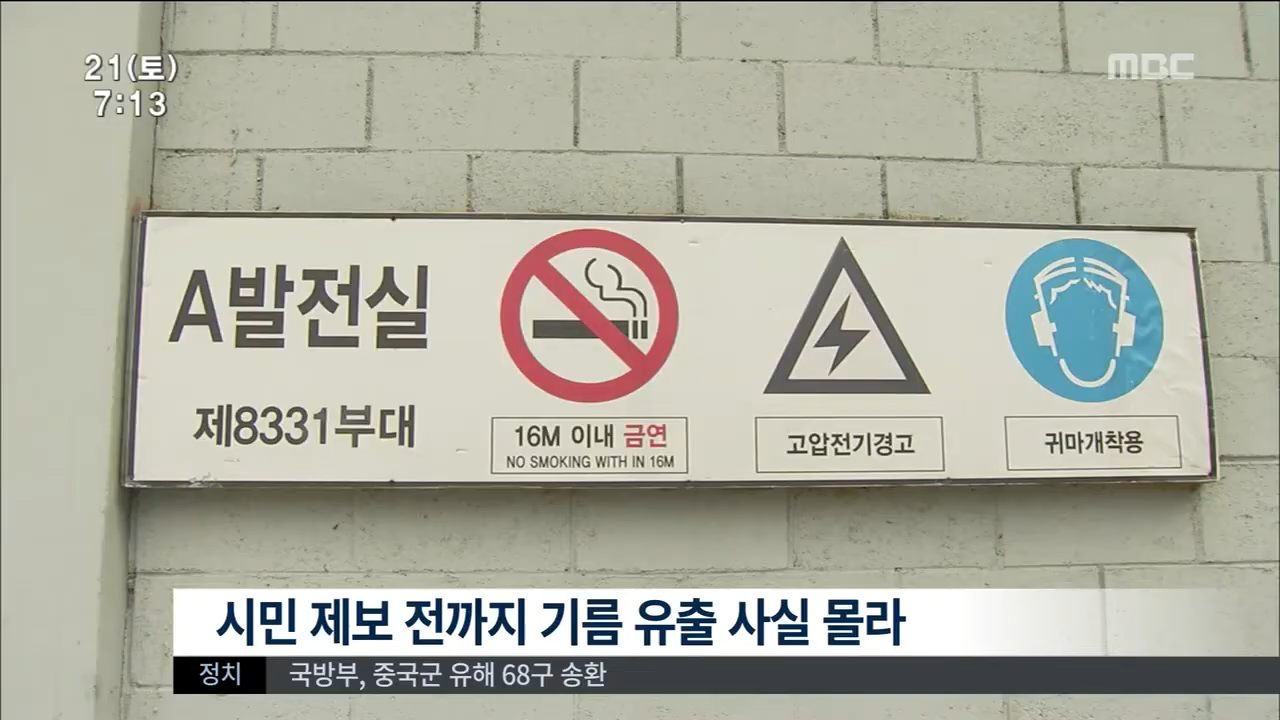 21(토)
7:13
MBC
A발전실
제8331부대
16M 이내 금연
NO SMOKING WITH IN 16M
고압전기경고
귀마개착용
시민 제보 전까지 기름 유출 사실 몰라
정치
국방부, 중국군 유해 68구 송환